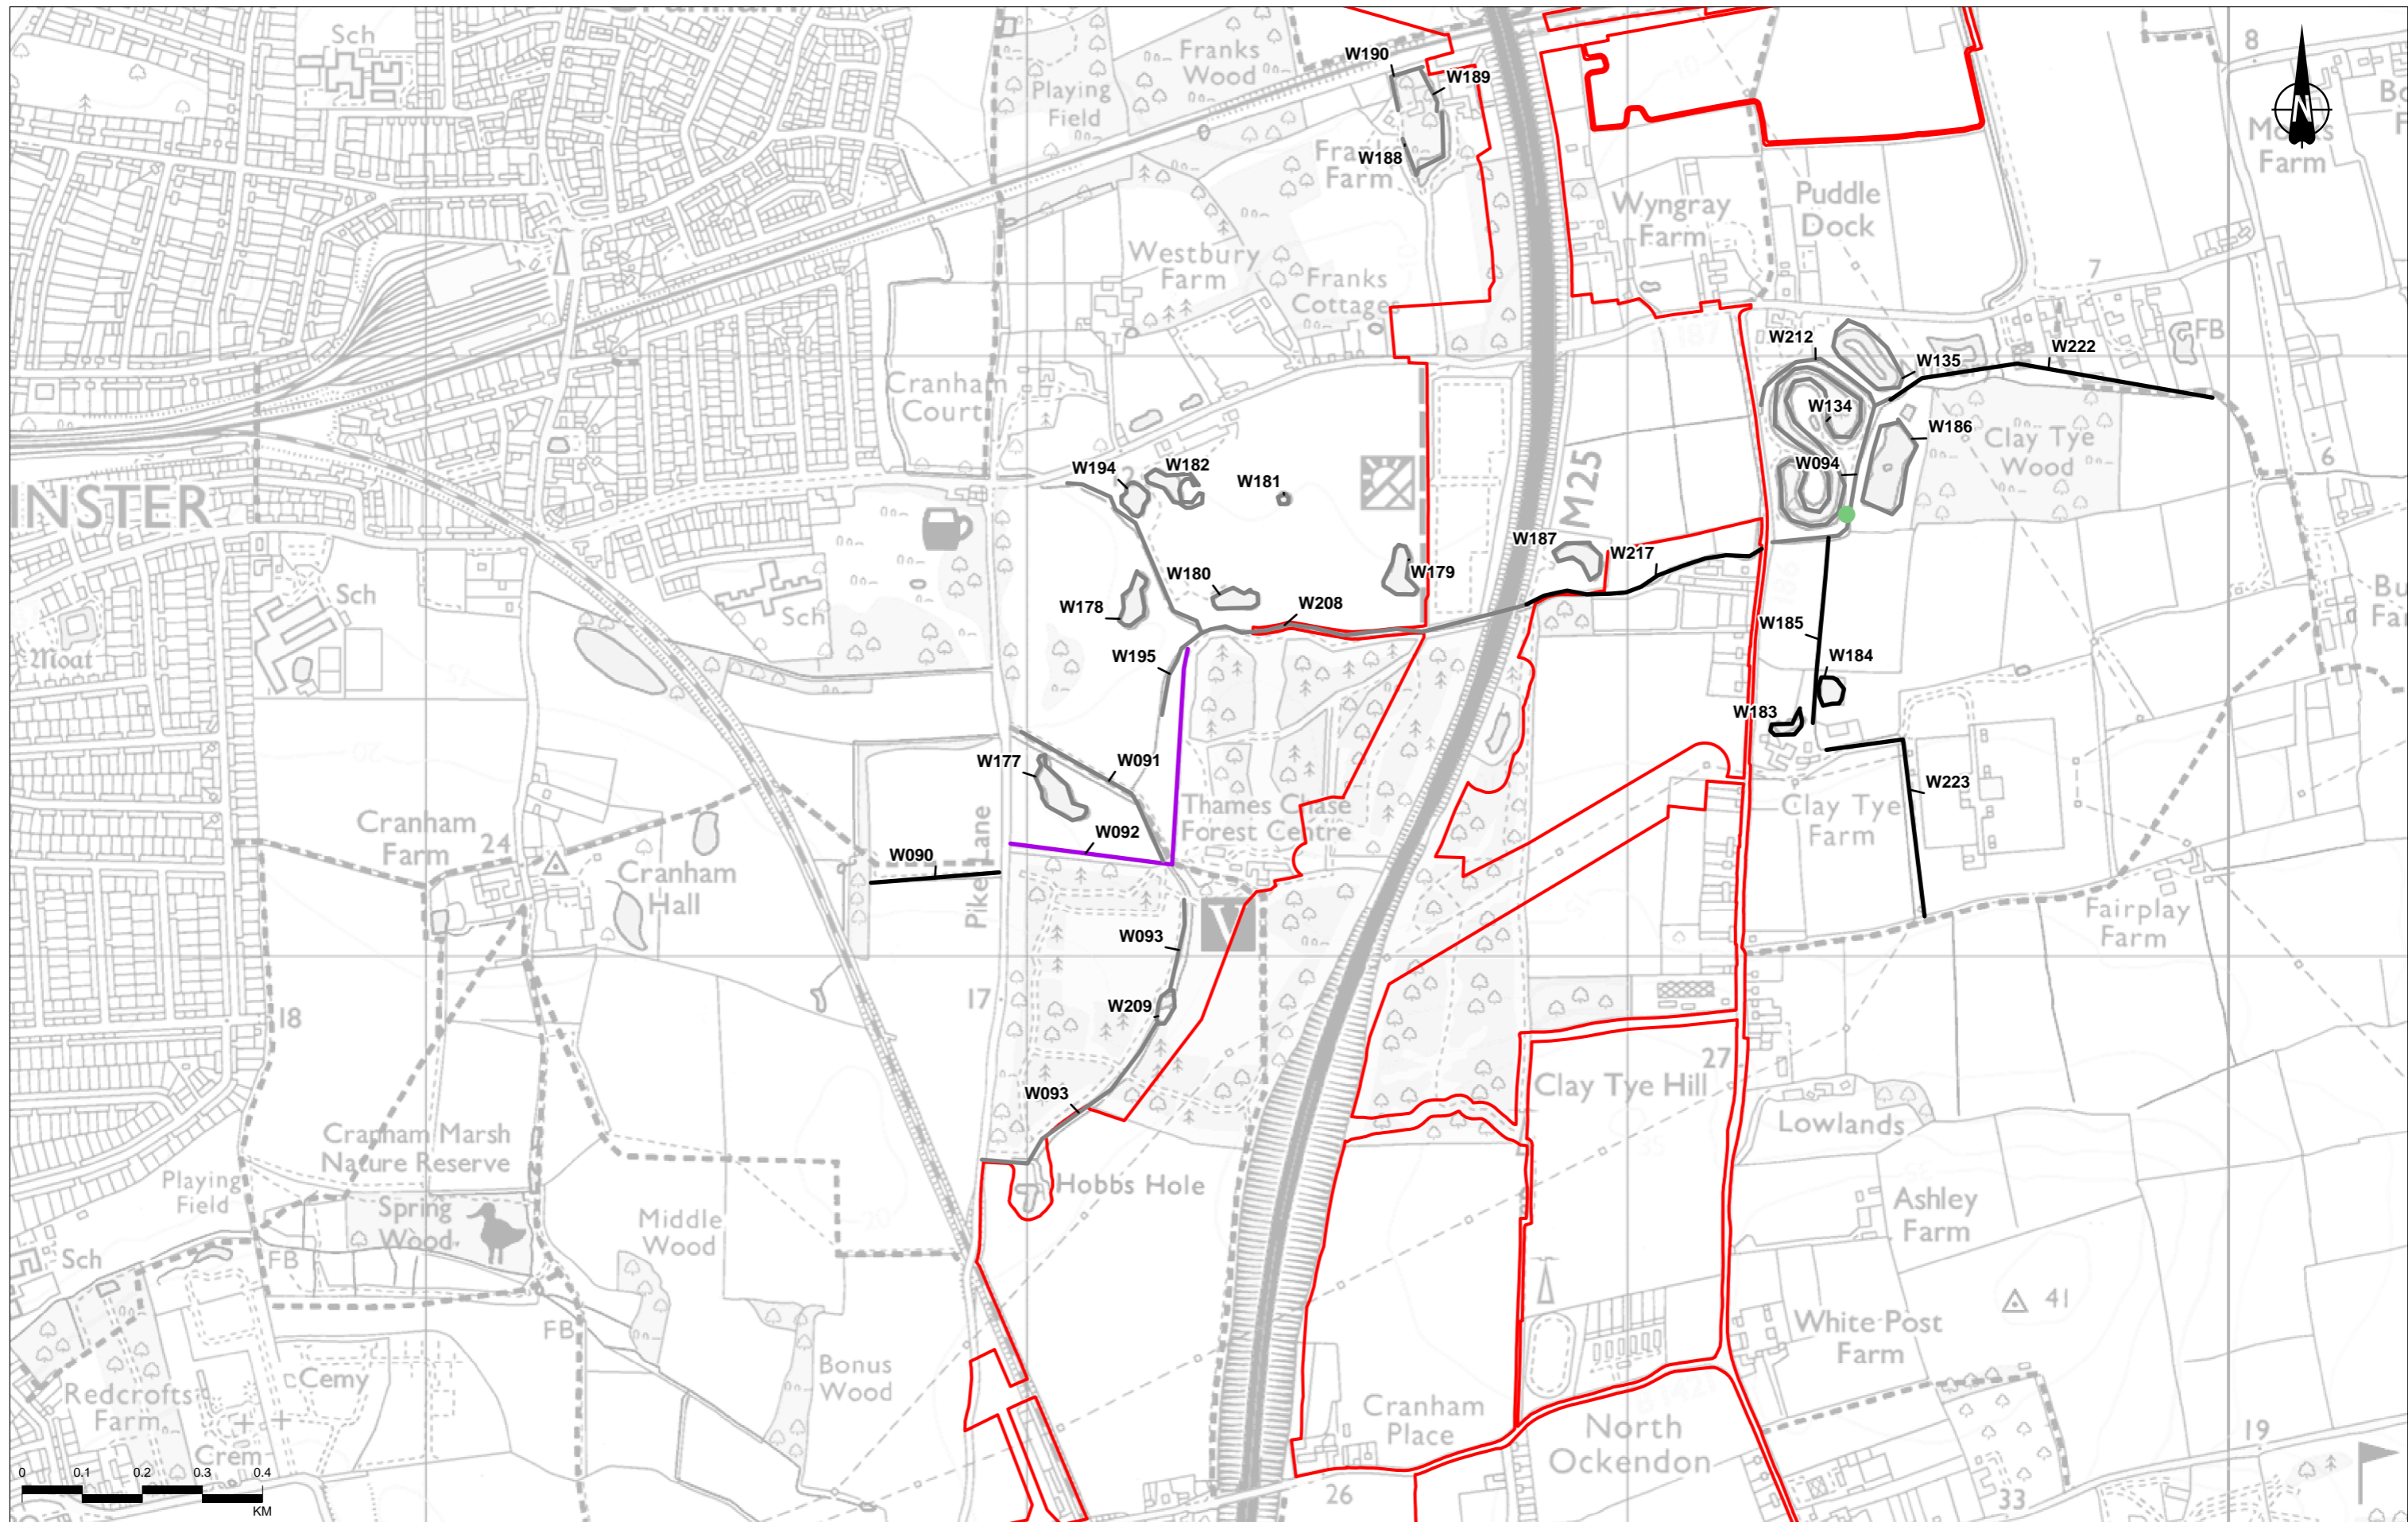 Cranham
Sch
Franks
Wood
W190
W189
Playing
Field
W188
Franks
Farm
8
N
Farm
Wyngray
Farm
Puddle
Dock
Westbury
Farm
Franks
Cottages
7
FB
W212
W135
W222
Cranham
Court
W134
W186
Clay Tye
Wood
W094
6
W194
W182
W181
M25
MINSTER
W187
W217
W179
W180
W178
W208
Sch
Sch
Moat
W195
W185
W184
W183
W091
W177
W223
Thames Chase
Forest Centre
Clay Tye
Farm
Pike Lane
W092
Cranham
Farm
24
W090
Cranham
Hall
Fairplay
Farm
W093
V
17
W209
18
27
Clay Tye Hill
W093
Lowlands
Cranham Marsh
Nature Reserve
Playing
Field
Spring
Wood
Hobbs Hole
Ashley
Farm
Middle
Wood
Sch
FB
41
FB
White Post
Farm
Bonus
Wood
Redcrofts
Farm
Cemy
Cranham
Place
North
Ockendon
Crem
19
26
33
0 0.1 0.2 0.3 0.4
KM